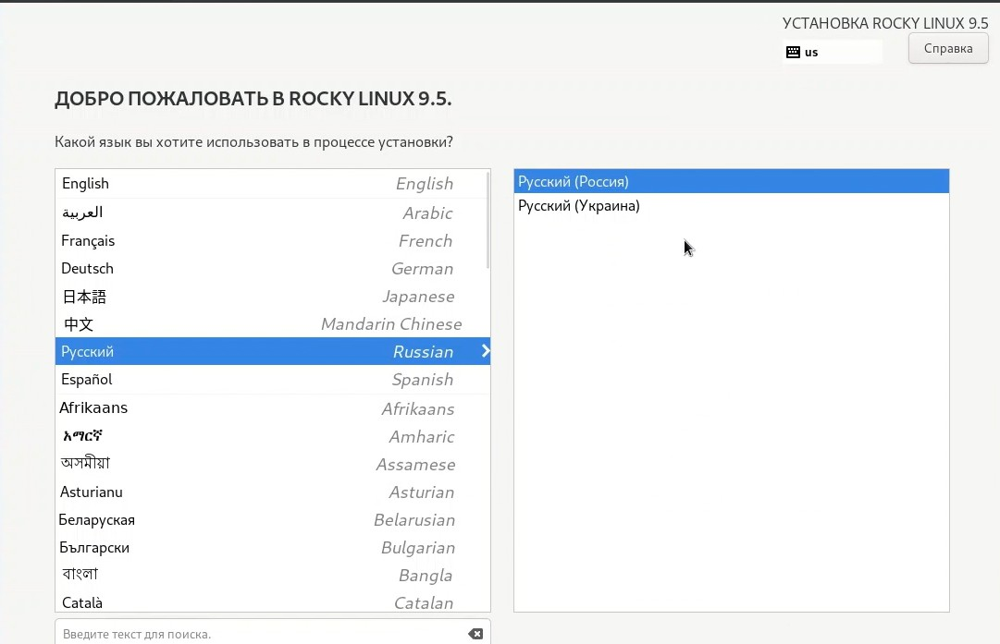 УСТАНОВКА ROCKY LINUX 9.5
us
Справка
ДОБРО ПОЖАЛОВАТЬ В ROCKY LINUX 9.5.
Какой язык вы хотите использовать в процессе установки?
English English
العربية Arabic
Français French
Deutsch German
日本語 Japanese
中文 Mandarin Chinese
Русский Russian
Español Spanish
Afrikaans Afrikaans
አማርኛ Amharic
অসমীয়া Assamese
Asturianu Asturian
Беларуская Belarusian
Български Bulgarian
বাংলা Bangla
Català Catalan
Русский (Россия)
Русский (Украина)
Введите текст для поиска.